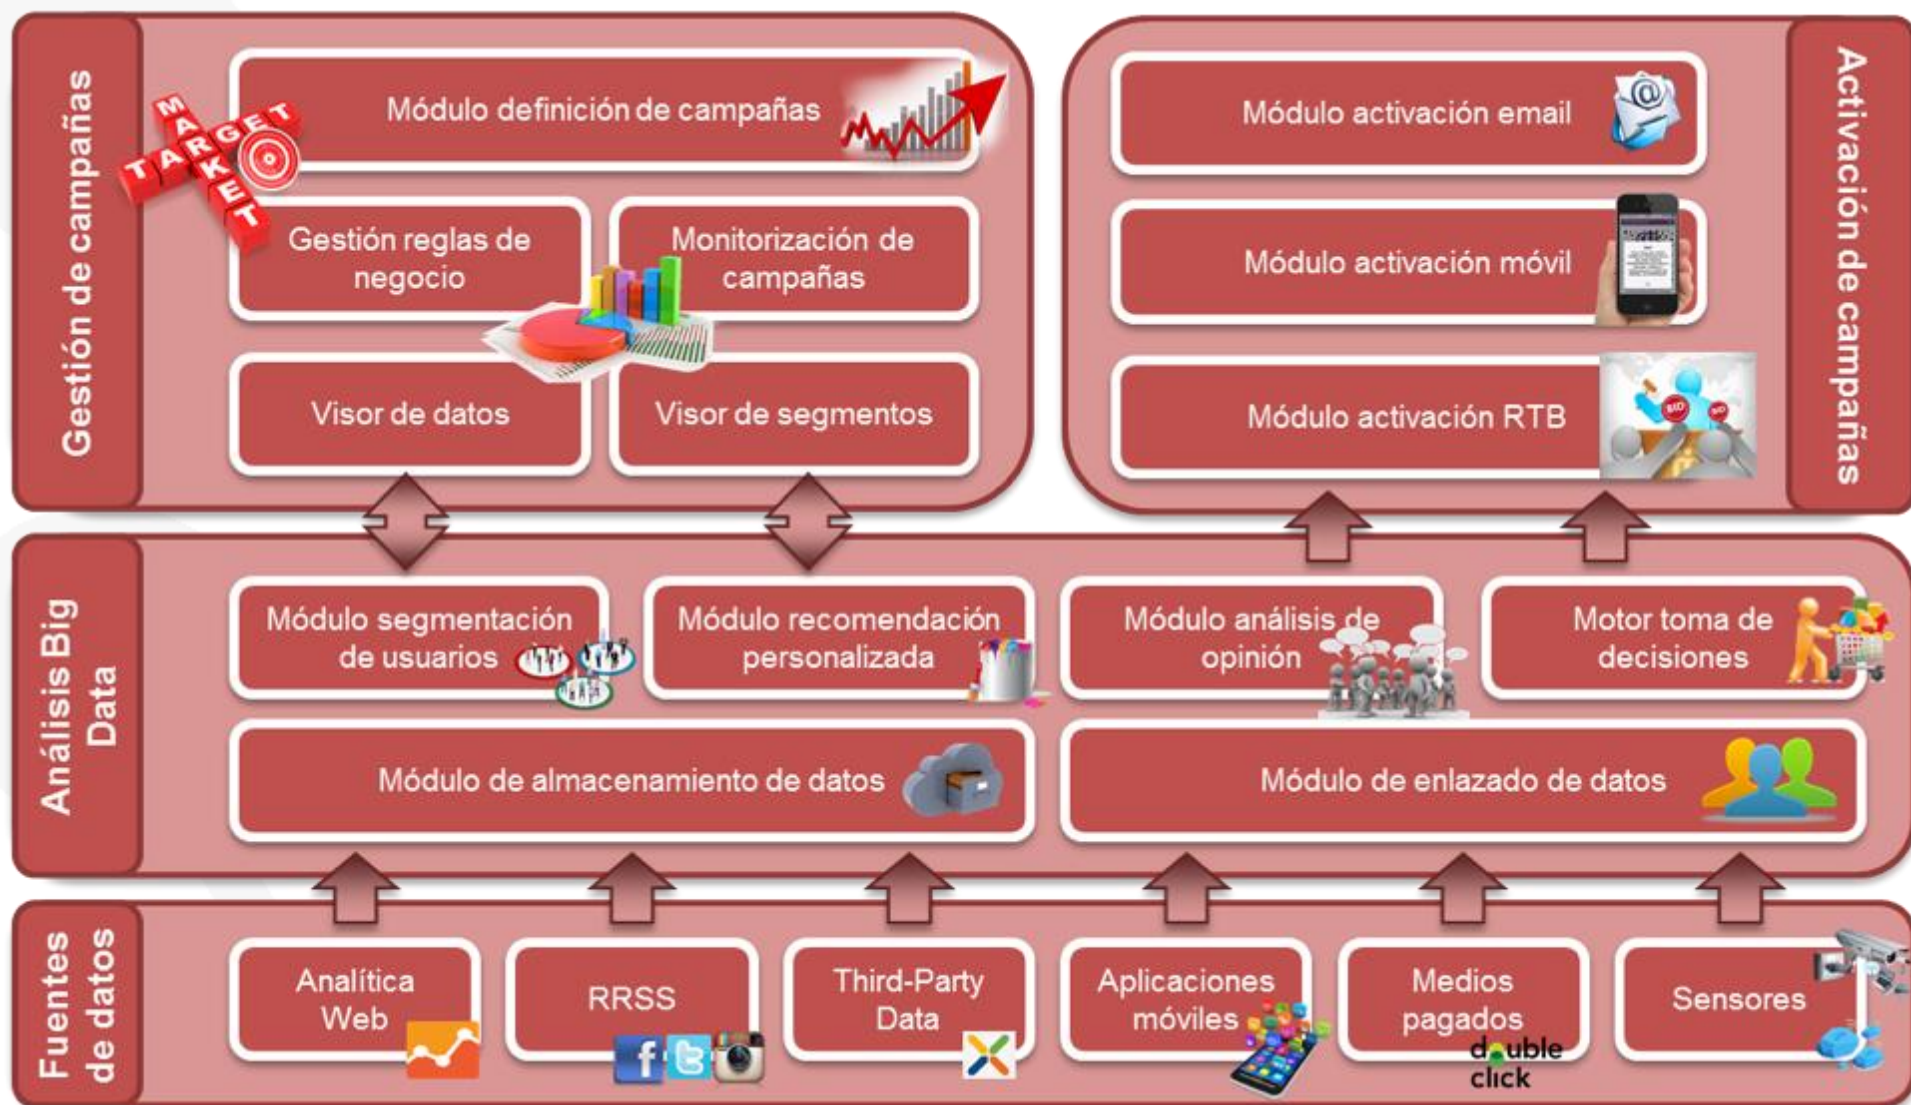 Gestión de campañas
MARKET
TARGET
Módulo definición de campañas
Gestión reglas de
negocio
Monitorización de
campañas
Visor de datos
Visor de segmentos
Activación de campañas
Módulo activación email
@
Módulo activación móvil
Módulo activación RTB
BID
BID
Análisis Big
Data
Módulo segmentación
de usuarios
Módulo recomendación
personalizada
Módulo análisis de
opinión
Motor toma de
decisiones
Módulo de almacenamiento de datos
Módulo de enlazado de datos
Fuentes
de datos
Analítica
Web
RRSS
f
t
Third-Party
Data
Aplicaciones
móviles
Medios
pagados
double
click
Sensores